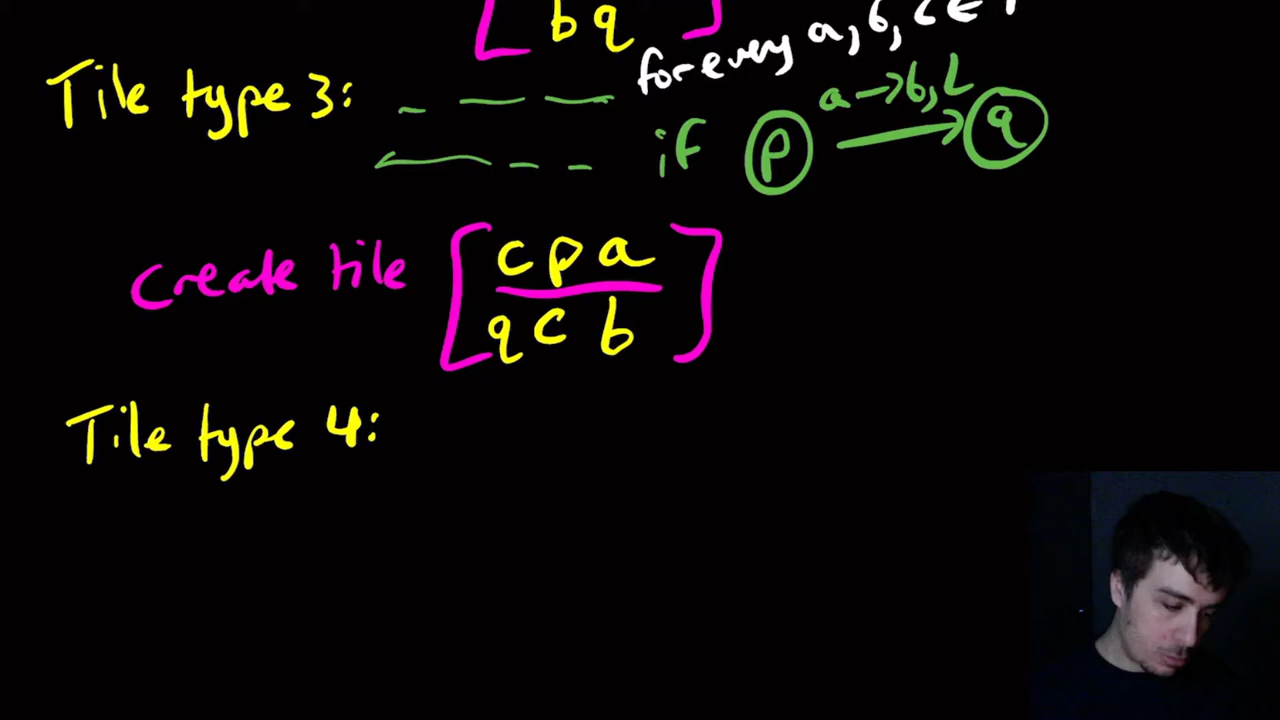 b q
for every a, b, c ∈
Tile type 3: ― ― ―
a → b, L
← ― ― if p → q
create tile [ c p a
q c b ]
Tile type 4: